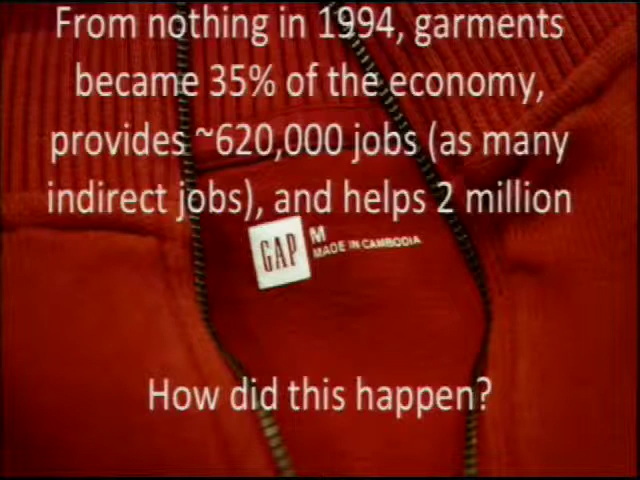 From nothing in 1994, garments
became 35% of the economy,
provides ~620,000 jobs (as many
indirect jobs), and helps 2 million
GAP
M
MADE IN CAMBODIA
How did this happen?